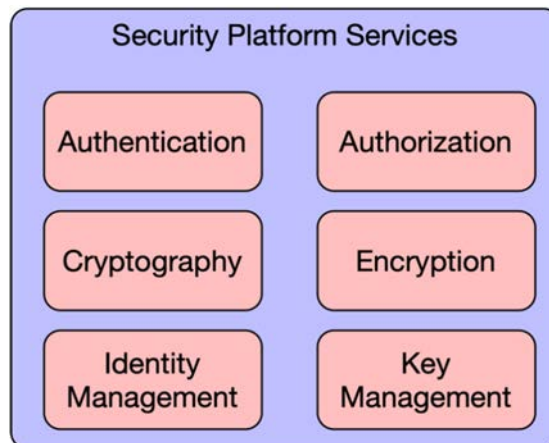 Security Platform Services
Authentication
Authorization
Cryptography
Encryption
Identity
Management
Key
Management